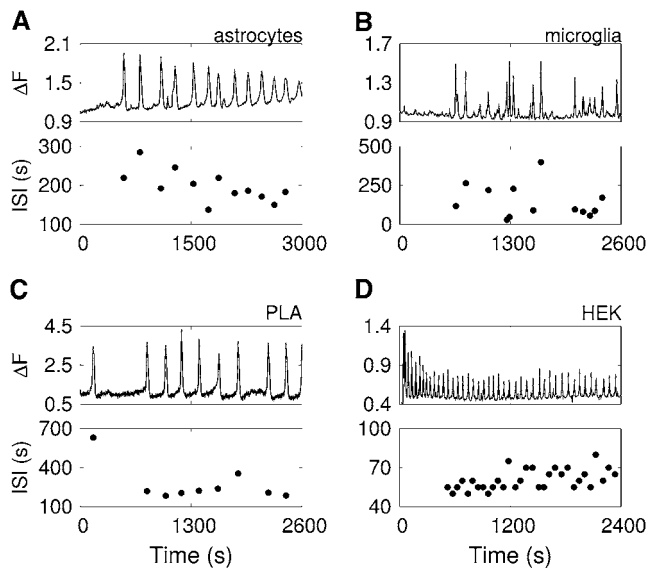 A
astrocytes
ΔF
2.1
1.5
0.9
ISI (s)
300
200
100
0 1500 3000
B
microglia
1.7
1.3
0.9
500
250
0
0 1300 2600
C
PLA
ΔF
4.5
2.5
0.5
ISI (s)
700
400
100
0 1300 2600
Time (s)
D
HEK
1.4
0.9
0.4
100
70
40
0 1200 2400
Time (s)